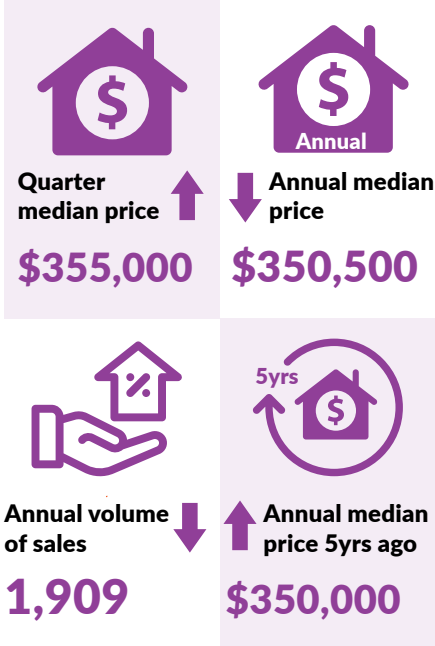 $
$
Annual
Quarter
median price
$355,000
Annual median
price
$350,500
%
Annual volume
of sales
1,909
5yrs
$
Annual median
price 5yrs ago
$350,000